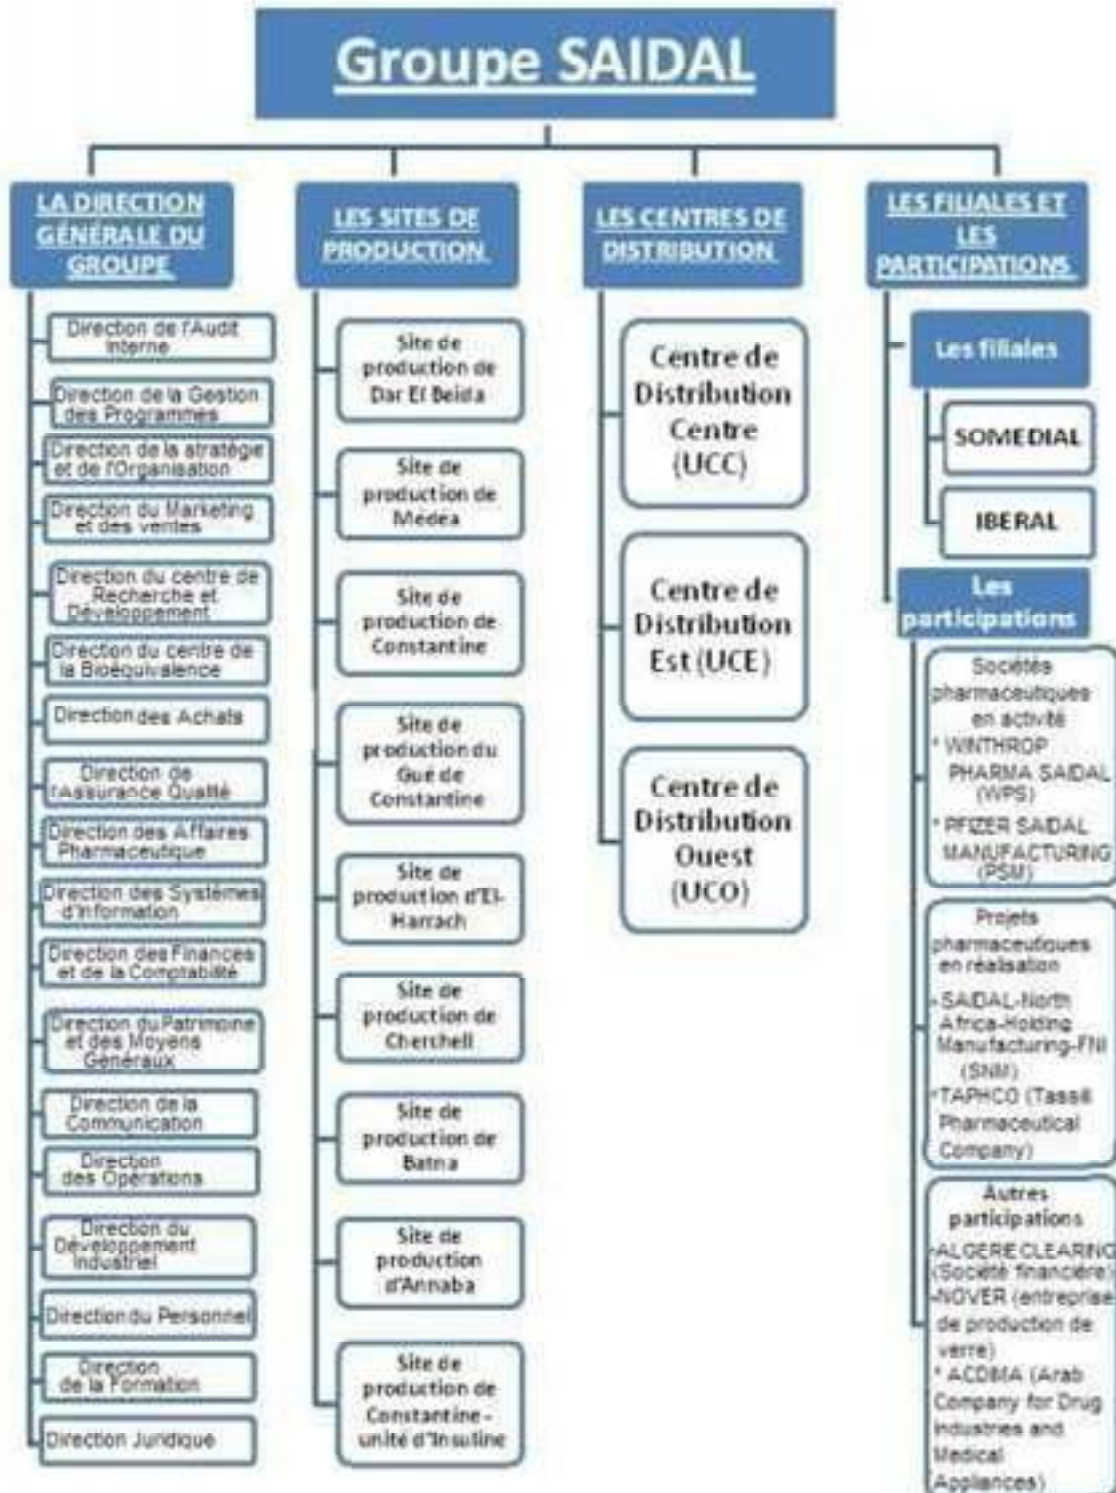 Groupe SAIDAL
LA DIRECTION
GÉNÉRALE DU
GROUPE
Direction de l'Audit
Interne
Direction de la Gestion
des Programmes
Direction de la stratégie
et de l'Organisation
Direction du Marketing
et des ventes
Direction du centre de
Recherche et
Développement
Direction du centre de
la Bioéquivalence
Direction des Achats
Direction de
l'Assurance Qualité
Direction des Affaires
Pharmaceutique
Direction des Systèmes
d'Information
Direction des Finances
et de la Comptabilité
Direction du Patrimoine
et des Moyens
Généraux
Direction de la
Communication
Direction
des Opérations
Direction du
Développement
Industriel
Direction du Personnel
Direction
de la Formation
Direction Juridique
LES SITES DE
PRODUCTION
Site de
production de
Dar El Beida
Site de
production de
Médéa
Site de
production de
Constantine
Site de
production du
Gué de
Constantine
Site de
production d'El-
Harrach
Site de
production de
Cherchell
Site de
production de
Batna
Site de
production
d'Annaba
Site de
production de
Constantine -
unité d'Insuline
LES CENTRES DE
DISTRIBUTION
Centre de
Distribution
Centre
(UCC)
Centre de
Distribution
Est (UCE)
Centre de
Distribution
Ouest
(UCO)
LES FILIALES ET
LES
PARTICIPATIONS
Les filiales
SOMEDIAL
IBERAL
Les
participations
Sociétés
pharmaceutiques
en activité
* WINTHROP
PHARMA SAIDAL
(WPS)
* PFIZER SAIDAL
MANUFACTURING
(PSM)
Projets
pharmaceutiques
en réalisation
* SAIDAL-North
Africa-Holding
Manufacturing-FNI
(SNM)
*TAPHCO (Tassili
Pharmaceutical
Company)
Autres
participations
*ALGERE CLEARING
(Société financière)
*NOVER (entreprise
de production de
verre)
* ACDIMA (Arab
Company for Drug
Industries and
Medical
Appliances)